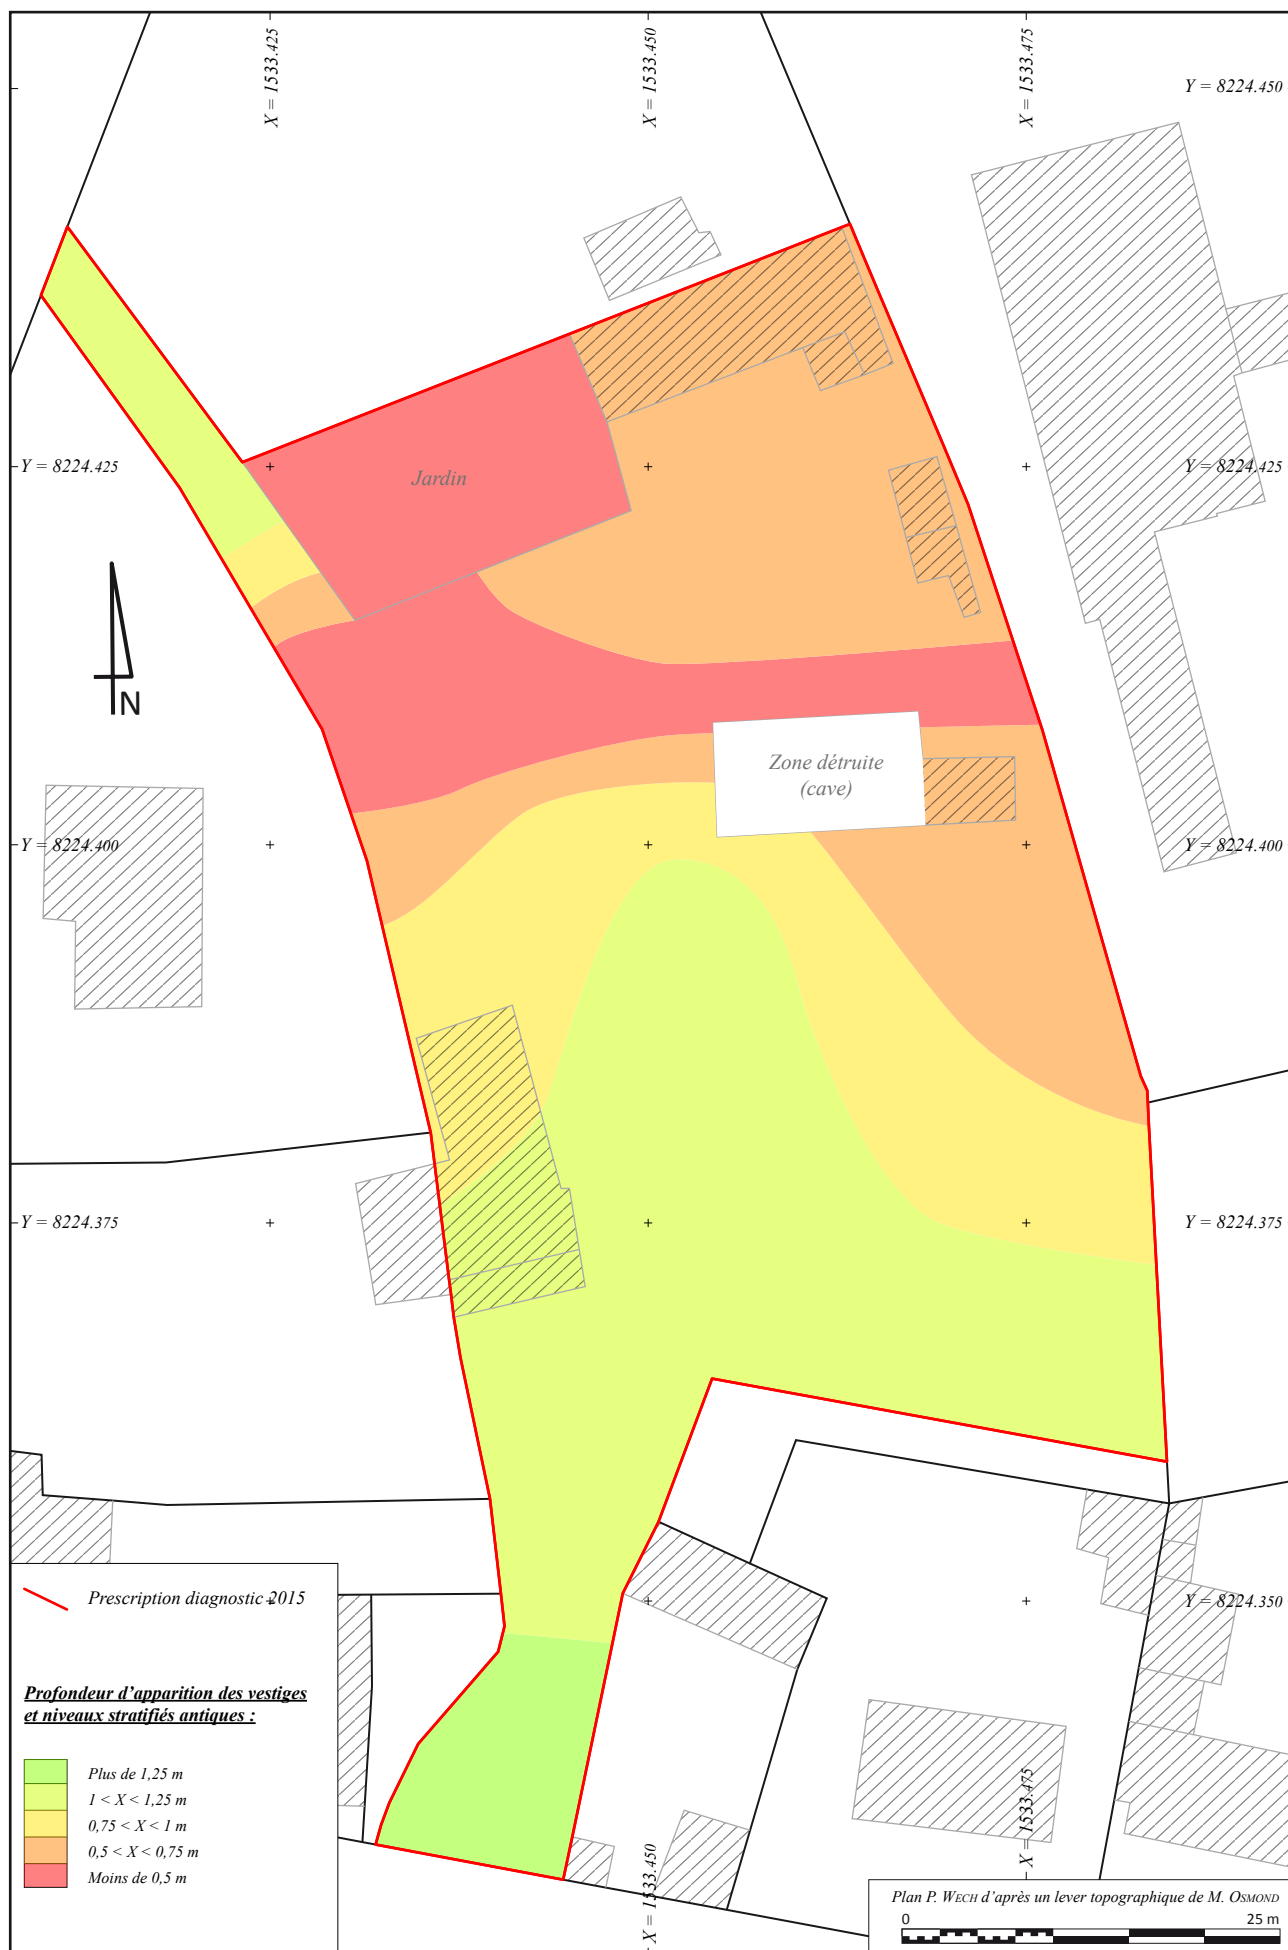 X = 1533.425
X = 1533.450
X = 1533.475
Y = 8224.450
Y = 8224.425
Jardin
Y = 8224.425
N
Zone détruite
(cave)
Y = 8224.400
Y = 8224.400
Y = 8224.375
Y = 8224.375
Prescription diagnostic 2015
Y = 8224.350
Profondeur d’apparition des vestiges
et niveaux stratifiés antiques :
Plus de 1,25 m
1 < X < 1,25 m
0,75 < X < 1 m
0,5 < X < 0,75 m
Moins de 0,5 m
X = 1533.450
X = 1533.475
Plan P. WECH d’après un lever topographique de M. OSMOND
0 25 m